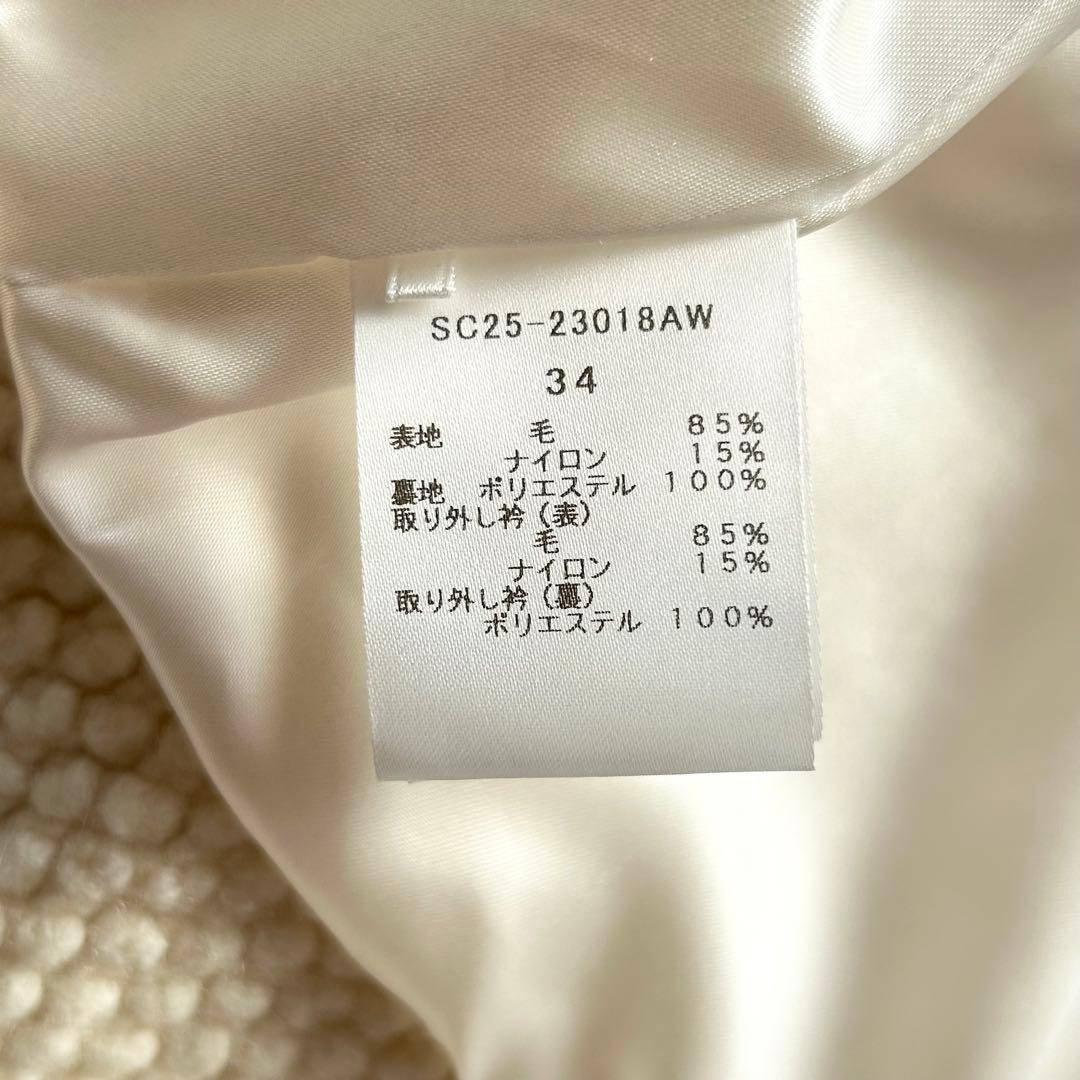 SC25-23018AW
34
表地 毛 85%
ナイロン 15%
裏地 ポリエステル 100%
取り外し衿(表)
毛 85%
ナイロン 15%
取り外し衿(裏)
ポリエステル 100%